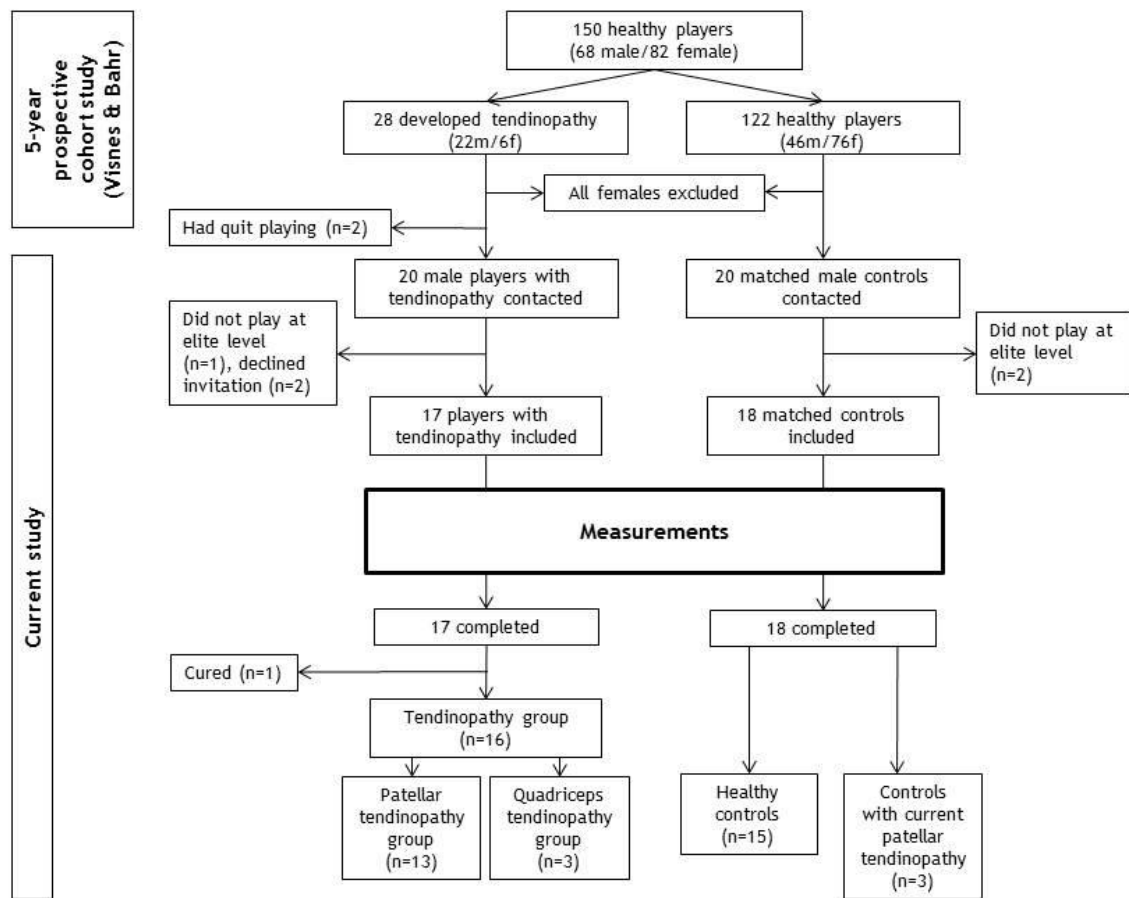 5-year
prospective
cohort study
(Visnes & Bahr)
150 healthy players
(68 male/82 female)
28 developed tendinopathy
(22m/6f)
122 healthy players
(46m/76f)
All females excluded
Had quit playing (n=2)
Current study
20 male players with
tendinopathy contacted
20 matched male controls
contacted
Did not play at
elite level
(n=1), declined
invitation (n=2)
Did not play at
elite level
(n=2)
17 players with
tendinopathy included
18 matched controls
included
Measurements
17 completed
18 completed
Cured (n=1)
Tendinopathy group
(n=16)
Patellar
tendinopathy
group
(n=13)
Quadriceps
tendinopathy
group
(n=3)
Healthy
controls
(n=15)
Controls
with current
patellar
tendinopathy
(n=3)